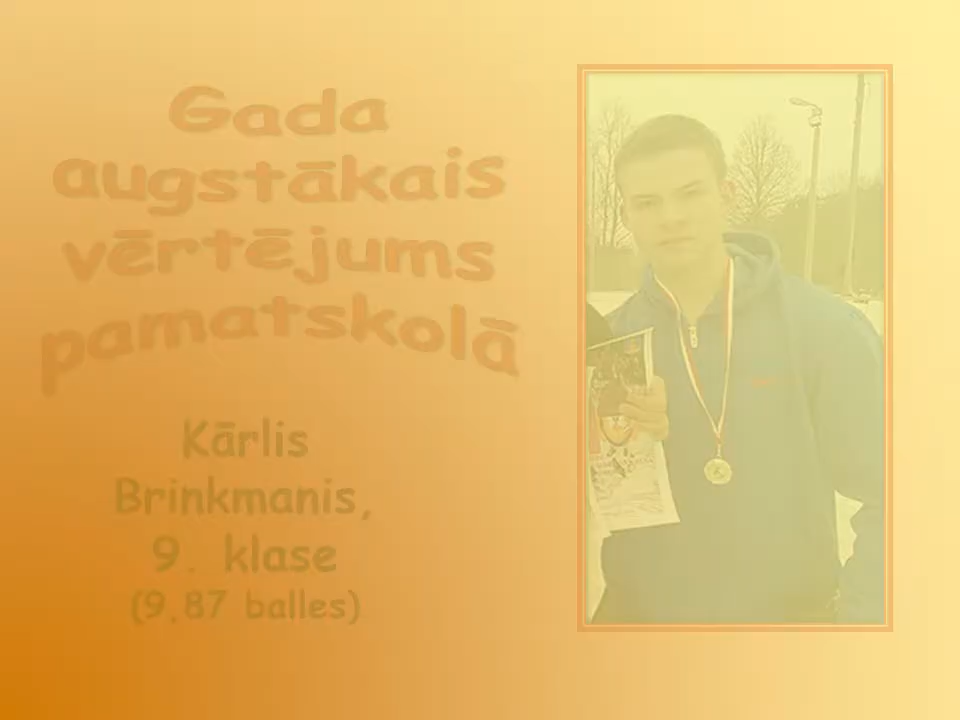 Gada
augstākais
vērtējums
pamatskolā
Kārlis
Brinkmanis,
9. klase
(9,87 balles)